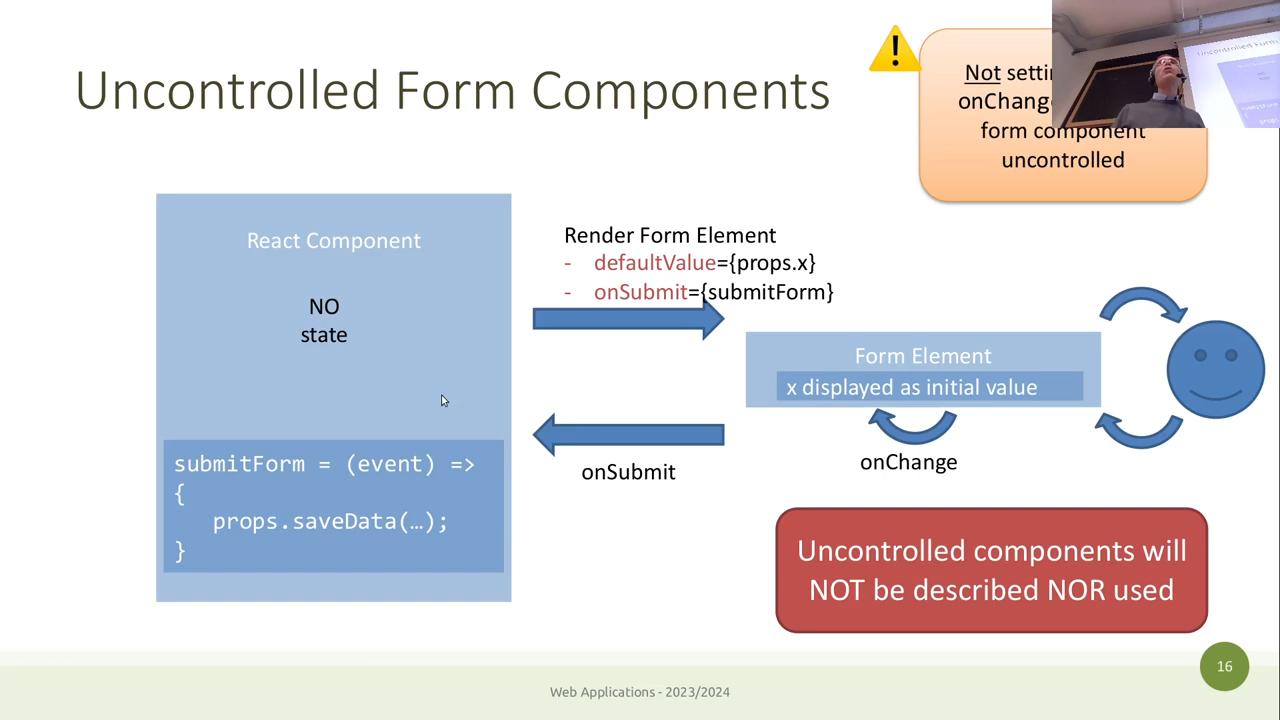 Uncontrolled Form Components
Not
onChang
form component
uncontrolled
React Component
NO
state
submitForm = (event) =>
{
props.saveData(…);
}
Render Form Element
- defaultValue={props.x}
- onSubmit={submitForm}
Form Element
x displayed as initial value
onSubmit
onChange
Uncontrolled components will
NOT be described NOR used
Web Applications - 2023/2024
16